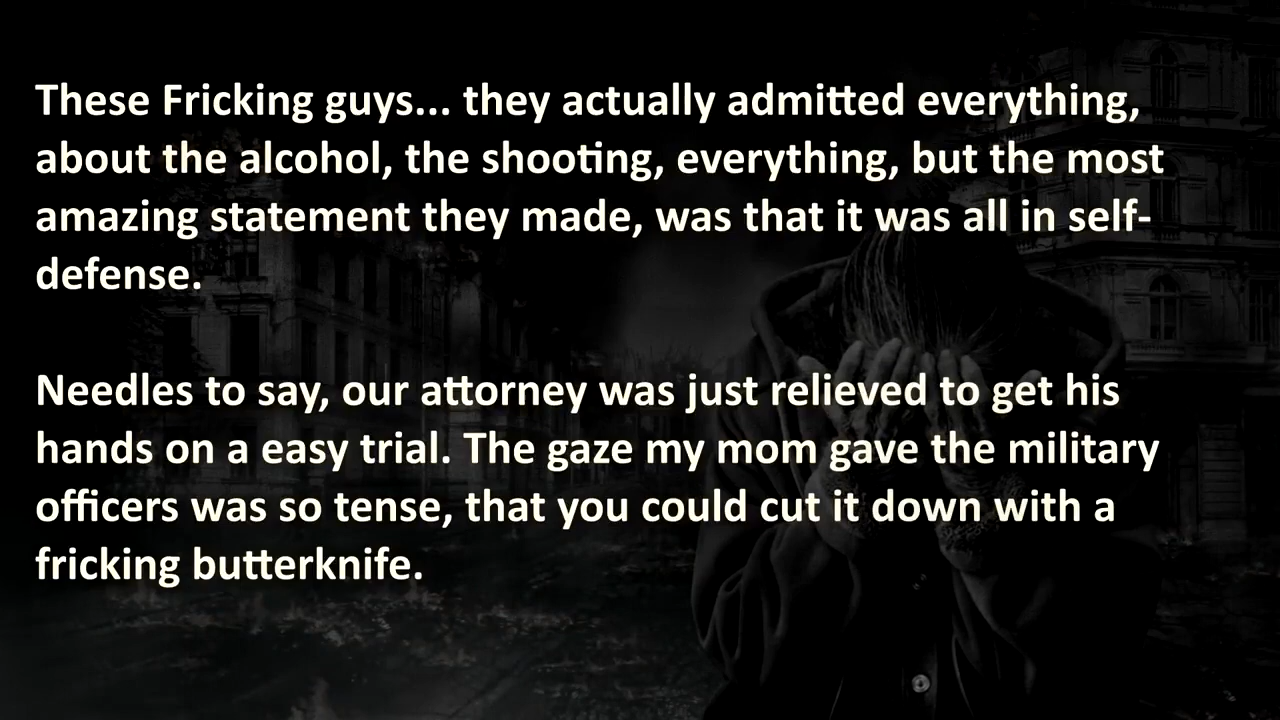 These Fricking guys... they actually admitted everything,
about the alcohol, the shooting, everything, but the most
amazing statement they made, was that it was all in self-
defense.
Needles to say, our attorney was just relieved to get his
hands on a easy trial. The gaze my mom gave the military
officers was so tense, that you could cut it down with a
fricking butterknife.